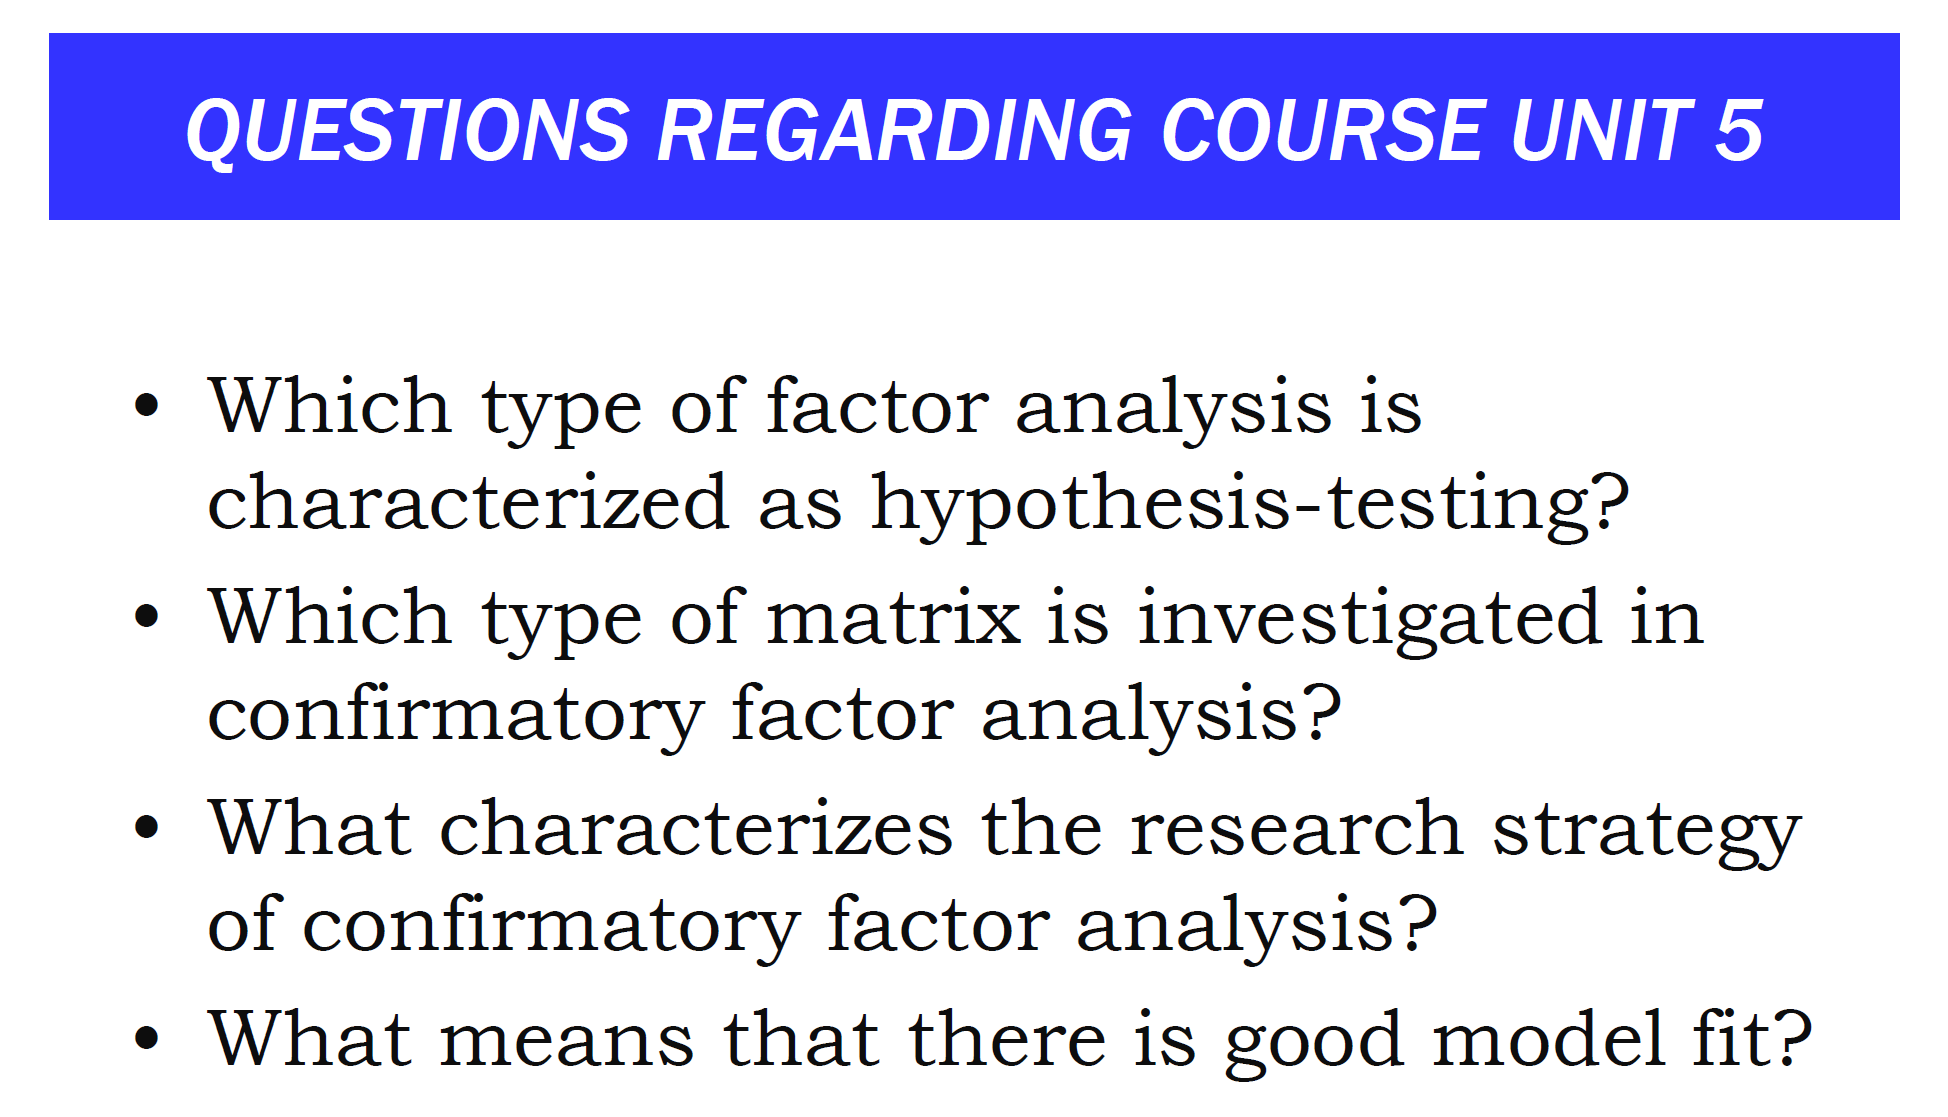 QUESTIONS REGARDING COURSE UNIT 5
• Which type of factor analysis is
characterized as hypothesis-testing?
• Which type of matrix is investigated in
confirmatory factor analysis?
• What characterizes the research strategy
of confirmatory factor analysis?
• What means that there is good model fit?